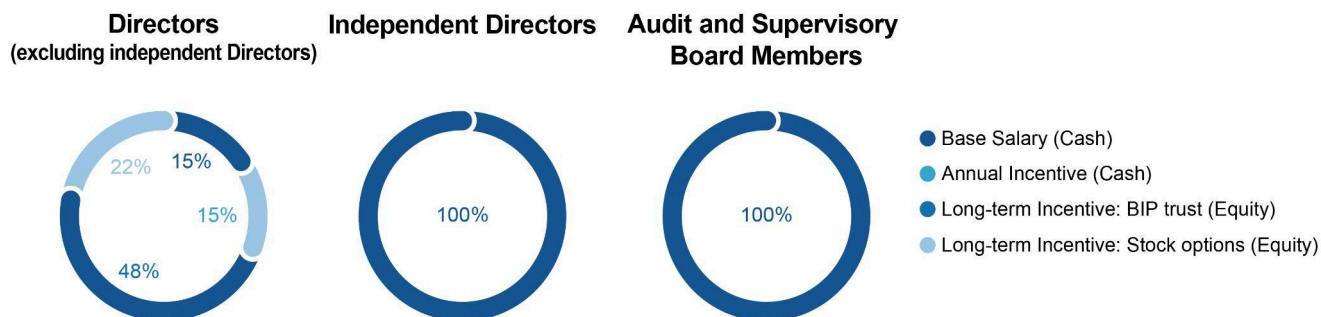 Directors
(excluding independent Directors)
Independent Directors
Audit and Supervisory
Board Members
22%
15%
15%
48%
100%
100%
Base Salary (Cash)
Annual Incentive (Cash)
Long-term Incentive: BIP trust (Equity)
Long-term Incentive: Stock options (Equity)